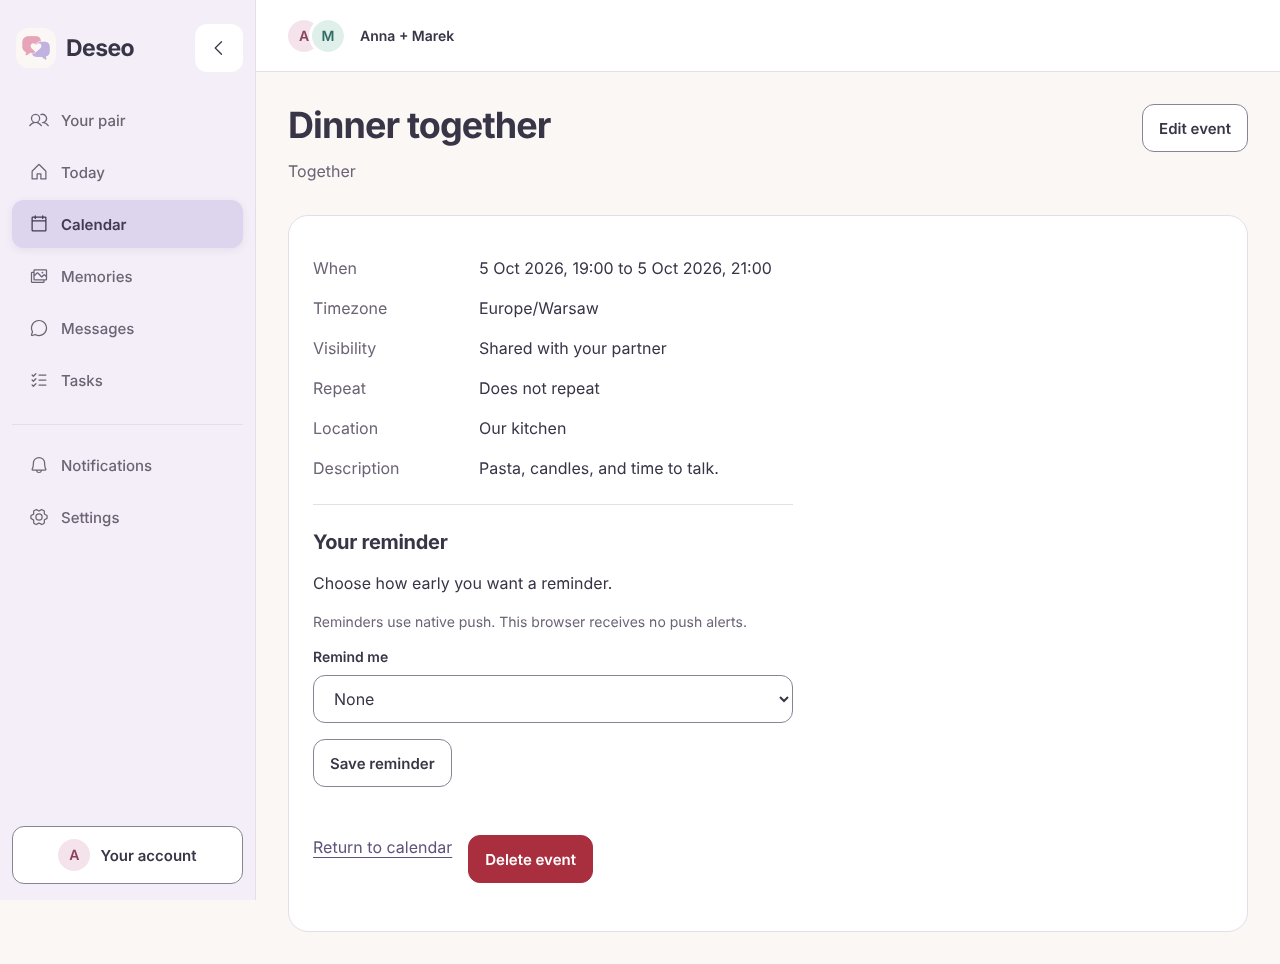 Deseo
Your pair
Today
Calendar
Memories
Messages
Tasks
Notifications
Settings
A Your account
A M Anna + Marek
Dinner together
Edit event
Together
When 5 Oct 2026, 19:00 to 5 Oct 2026, 21:00
Timezone Europe/Warsaw
Visibility Shared with your partner
Repeat Does not repeat
Location Our kitchen
Description Pasta, candles, and time to talk.
Your reminder
Choose how early you want a reminder.
Reminders use native push. This browser receives no push alerts.
Remind me
None
Save reminder
Return to calendar Delete event